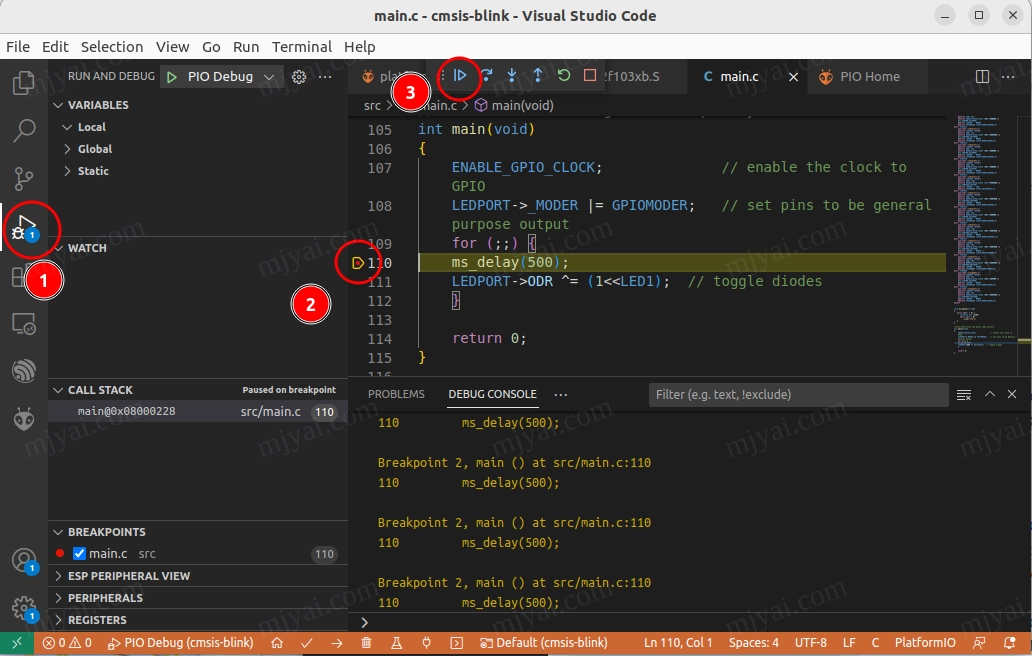 main.c - cmsis-blink - Visual Studio Code
File Edit Selection View Go Run Terminal Help
RUN AND DEBUG PIO Debug
2f103xb.S
C main.c
PIO Home
VARIABLES
Local
Global
Static
WATCH
CALL STACK Paused on breakpoint
main@0x08000228 src/main.c 110
BREAKPOINTS
main.c src 110
ESP PERIPHERAL VIEW
PERIPHERALS
REGISTERS
1
1
1
1
2
3
src > main.c > main(void)
105 int main(void)
106 {
107 ENABLE_GPIO_CLOCK; // enable the clock to
GPIO
108 LEDPORT->_MODER |= GPIOMODER; // set pins to be general
purpose output
109 for (;;) {
110 ms_delay(500);
111 LEDPORT->ODR ^= (1<<LED1); // toggle diodes
112 }
113
114 return 0;
115 }
116
PROBLEMS DEBUG CONSOLE ··· Filter (e.g. text, !exclude)
110 ms_delay(500);
Breakpoint 2, main () at src/main.c:110
110 ms_delay(500);
Breakpoint 2, main () at src/main.c:110
110 ms_delay(500);
Breakpoint 2, main () at src/main.c:110
110 ms_delay(500);
>
0 0 PIO Debug (cmsis-blink) Default (cmsis-blink) Ln 110, Col 1 Spaces: 4 UTF-8 LF C PlatformIO
mjyai.com